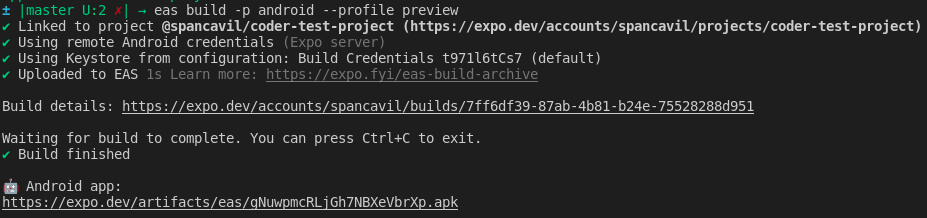 ± |master U:2 ✗| → eas build -p android --profile preview
✔ Linked to project @spancavil/coder-test-project (https://expo.dev/accounts/spancavil/projects/coder-test-project)
✔ Using remote Android credentials (Expo server)
✔ Using Keystore from configuration: Build Credentials t971l6tCs7 (default)
✔ Uploaded to EAS 1s Learn more: https://expo.fyi/eas-build-archive
Build details: https://expo.dev/accounts/spancavil/builds/7ff6df39-87ab-4b81-b24e-75528288d951
Waiting for build to complete. You can press Ctrl+C to exit.
✔ Build finished
🤖 Android app:
https://expo.dev/artifacts/eas/gNuwpmcRLjGh7NBXeVbrXp.apk